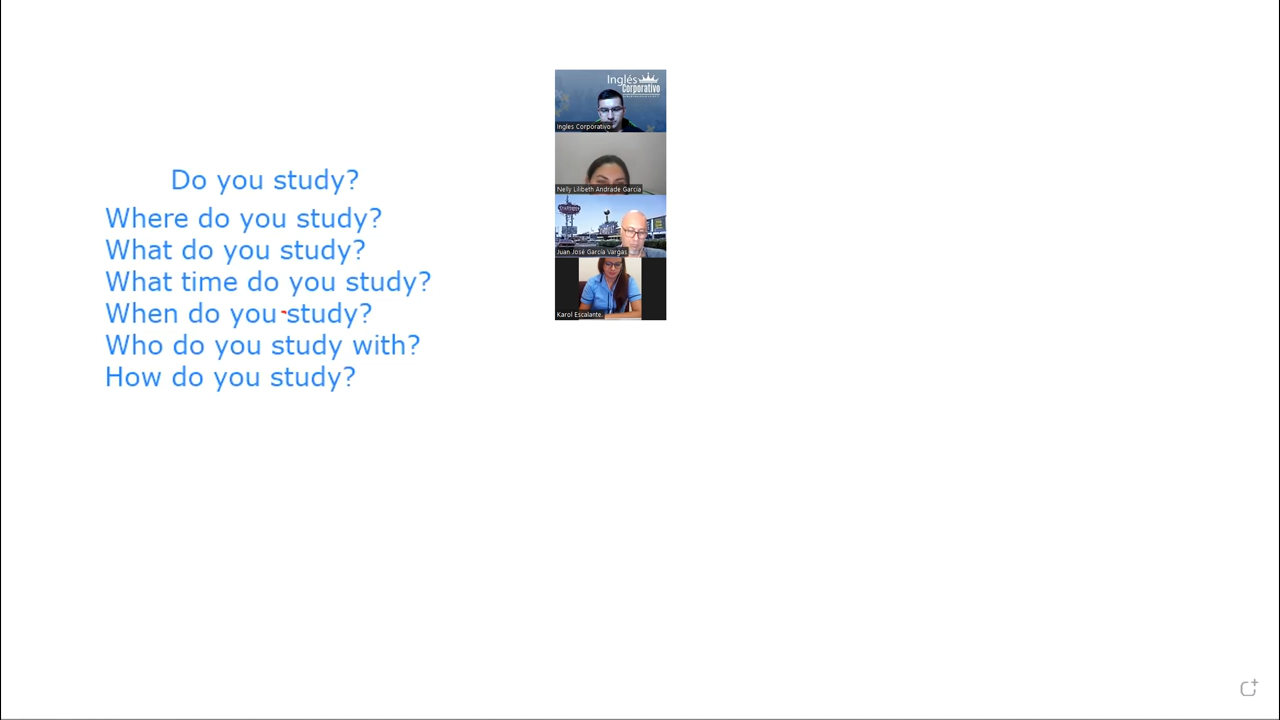 Do you study?
Where do you study?
What do you study?
What time do you study?
When do you study?
Who do you study with?
How do you study?
Inglés
Corporativo
Ingles Corporativo
Nelly Lilibeth Andrade García
Juan José García Vargas
Karol Escalante.